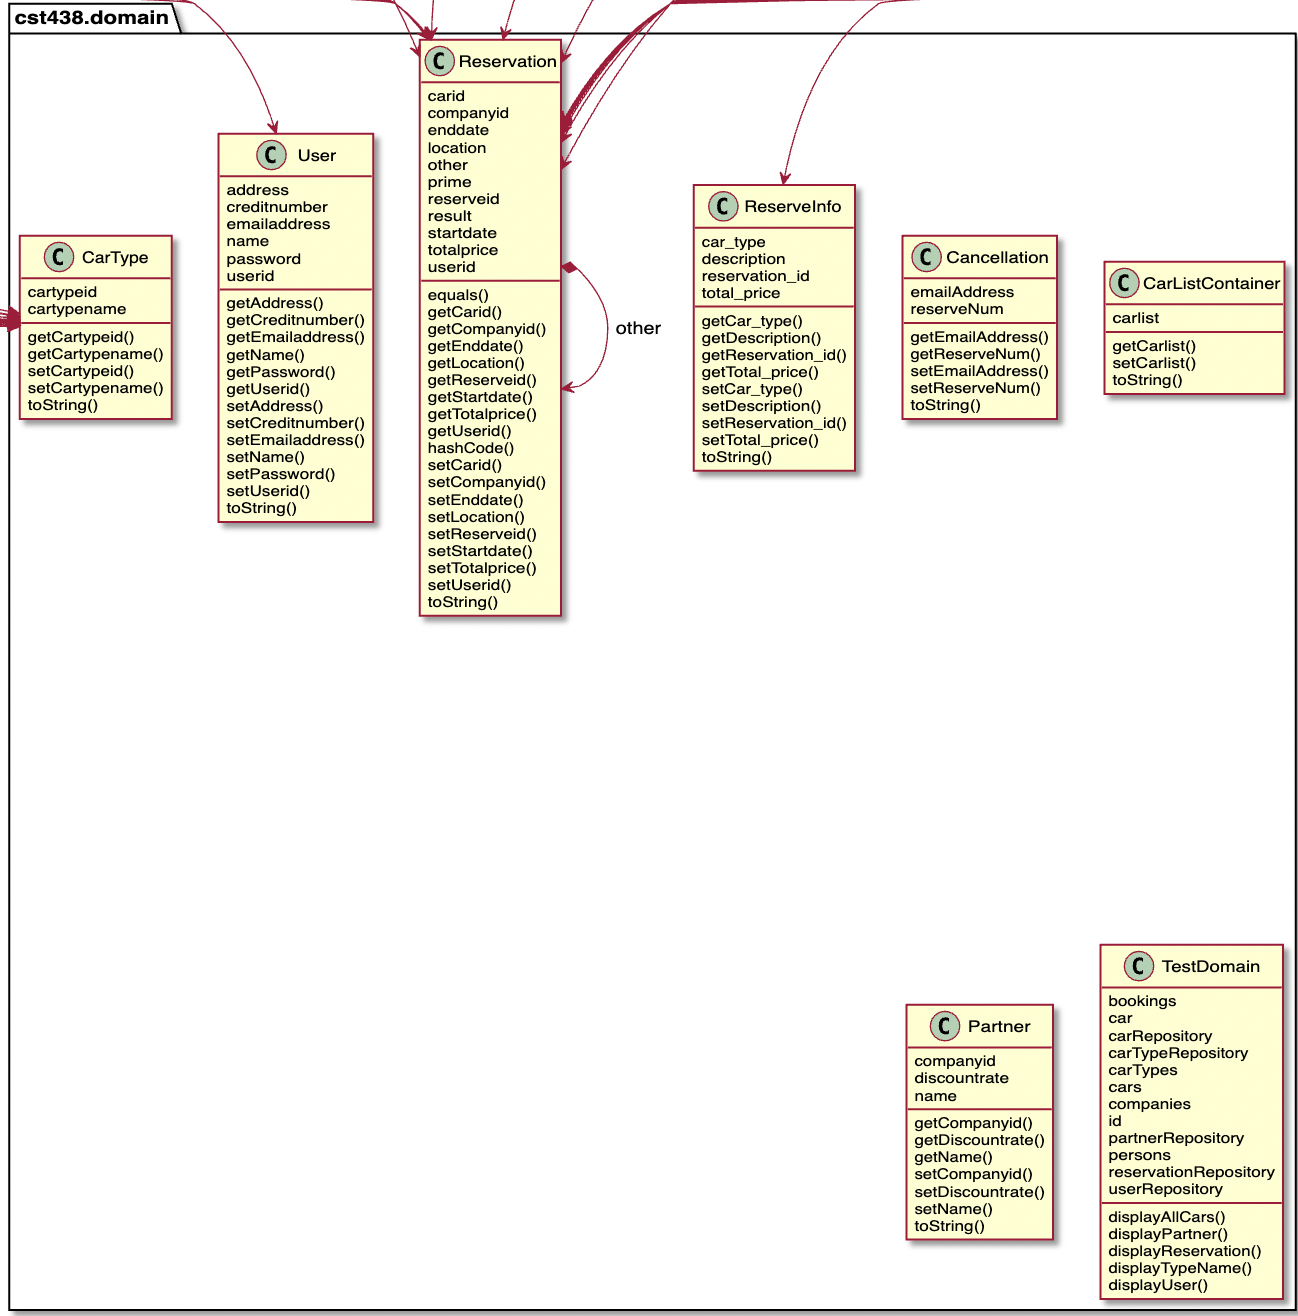 cst438.domain
C Reservation
carid
companyid
enddate
location
other
prime
reserveid
result
startdate
totalprice
userid
equals()
getCarid()
getCompanyid()
getEnddate()
getLocation()
getReserveid()
getStartdate()
getTotalprice()
getUserid()
hashCode()
setCarid()
setCompanyid()
setEnddate()
setLocation()
setReserveid()
setStartdate()
setTotalprice()
setUserid()
toString()
other
C User
address
creditnumber
emailaddress
name
password
userid
getAddress()
getCreditnumber()
getEmailaddress()
getName()
getPassword()
getUserid()
setAddress()
setCreditnumber()
setEmailaddress()
setName()
setPassword()
setUserid()
toString()
C CarType
cartypeid
cartypename
getCartypeid()
getCartypename()
setCartypeid()
setCartypename()
toString()
C ReserveInfo
car_type
description
reservation_id
total_price
getCar_type()
getDescription()
getReservation_id()
getTotal_price()
setCar_type()
setDescription()
setReservation_id()
setTotal_price()
toString()
C Cancellation
emailAddress
reserveNum
getEmailAddress()
getReserveNum()
setEmailAddress()
setReserveNum()
toString()
C CarListContainer
carlist
getCarlist()
setCarlist()
toString()
C Partner
companyid
discountrate
name
getCompanyid()
getDiscountrate()
getName()
setCompanyid()
setDiscountrate()
setName()
toString()
C TestDomain
bookings
car
carRepository
carTypeRepository
carTypes
cars
companies
id
partnerRepository
persons
reservationRepository
userRepository
displayAllCars()
displayPartner()
displayReservation()
displayTypeName()
displayUser()